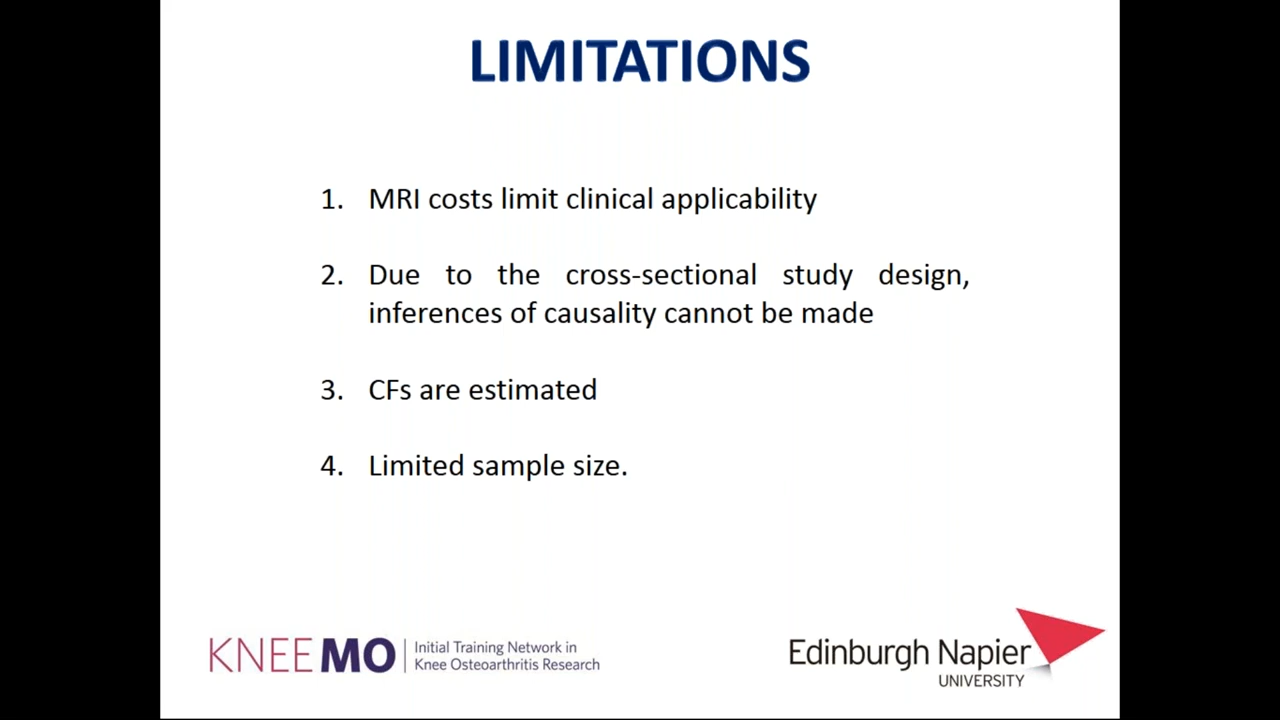 LIMITATIONS
1. MRI costs limit clinical applicability
2. Due to the cross-sectional study design,
inferences of causality cannot be made
3. CFs are estimated
4. Limited sample size.
KNEEMO
Initial Training Network in
Knee Osteoarthritis Research
Edinburgh Napier
UNIVERSITY